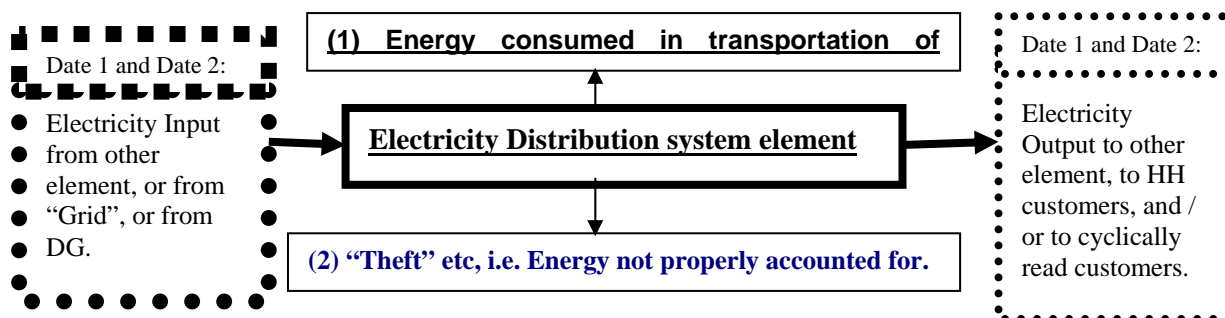 (1) Energy consumed in transportation of
Date 1 and Date 2:
Electricity Input
from other
element, or from
“Grid”, or from
DG.
Electricity Distribution system element
(2) “Theft” etc, i.e. Energy not properly accounted for.
Date 1 and Date 2:
Electricity
Output to other
element, to HH
customers, and /
or to cyclically
read customers.